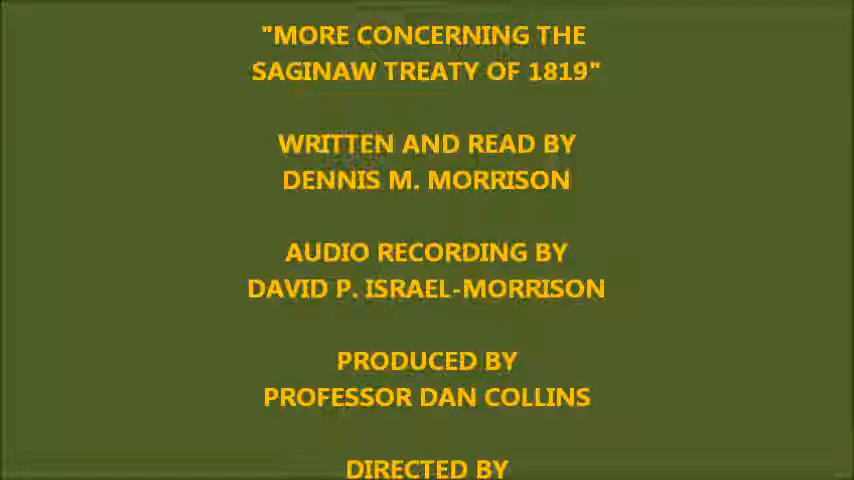 "MORE CONCERNING THE
SAGINAW TREATY OF 1819"
WRITTEN AND READ BY
DENNIS M. MORRISON
AUDIO RECORDING BY
DAVID P. ISRAEL-MORRISON
PRODUCED BY
PROFESSOR DAN COLLINS
DIRECTED BY